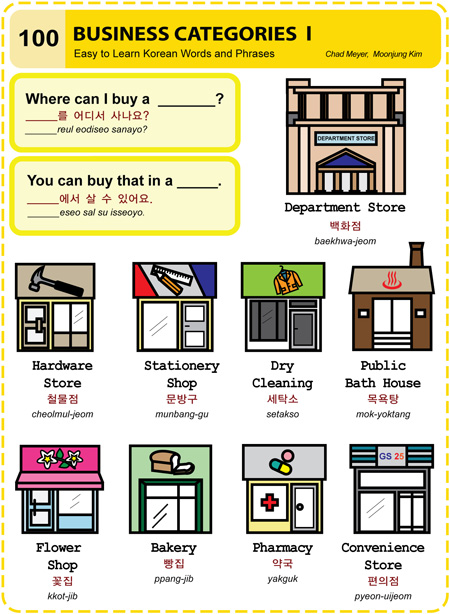 100
BUSINESS CATEGORIES I
Easy to Learn Korean Words and Phrases
Chad Meyer, Moonjung Kim
Where can I buy a ______?
_____를 어디서 사나요?
_____reul eodiseo sanayo?
You can buy that in a _____.
_____에서 살 수 있어요.
_____eseo sal su isseoyo.
DEPARTMENT STORE
Department Store
백화점
baekhwa-jeom
Hardware
Store
철물점
cheolmul-jeom
Stationery
Shop
문방구
munbang-gu
Dry
Cleaning
세탁소
setakso
Public
Bath House
목욕탕
mok-yoktang
Flower
Shop
꽃집
kkot-jib
Bakery
빵집
ppang-jib
Pharmacy
약국
yakguk
GS 25
Convenience
Store
편의점
pyeon-uijeom